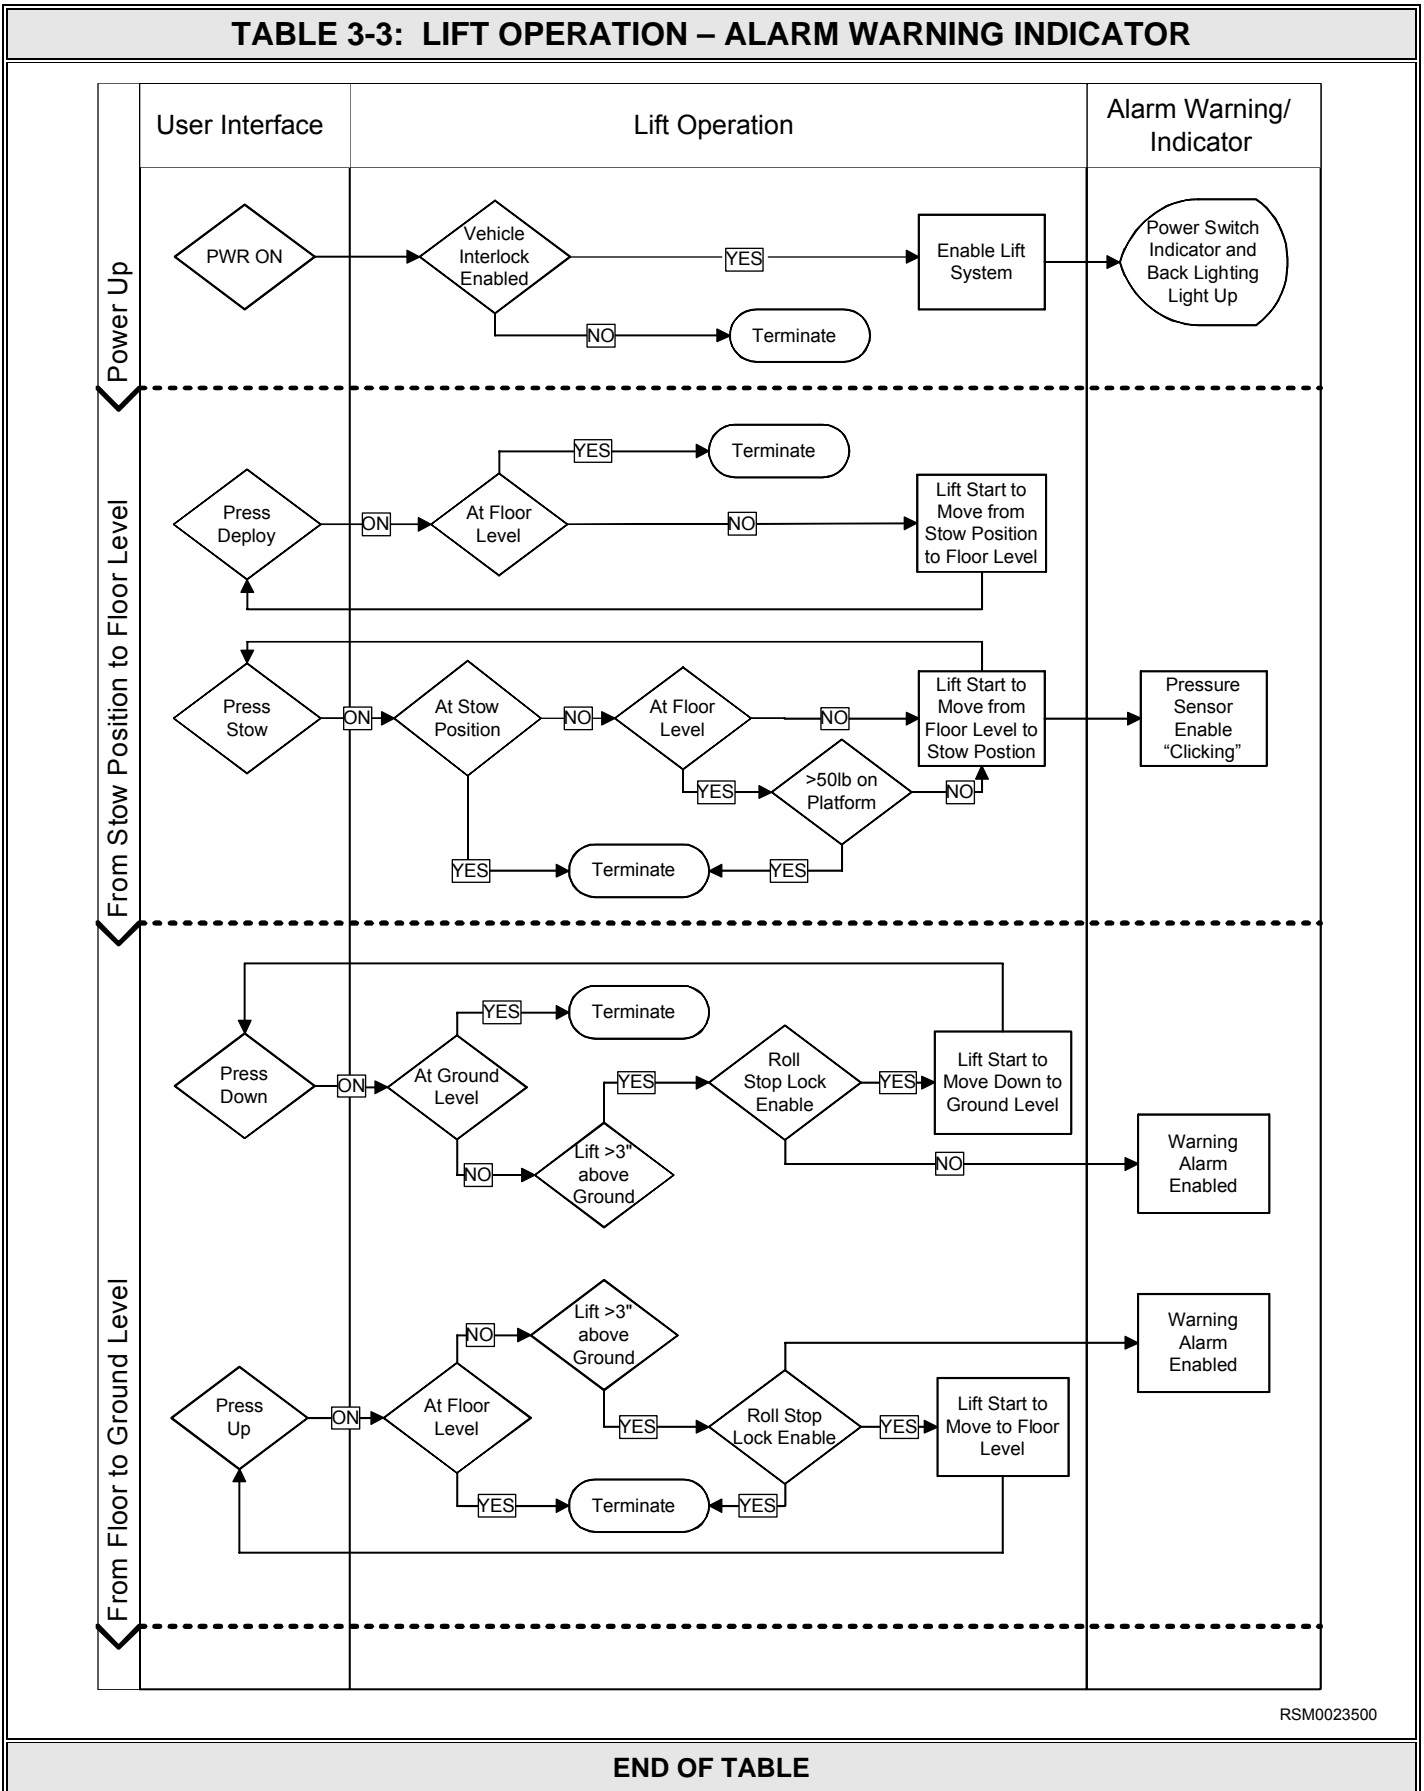 TABLE 3-3: LIFT OPERATION – ALARM WARNING INDICATOR
User Interface
Lift Operation
Alarm Warning/
Indicator
Power Up
PWR ON
Vehicle
Interlock
Enabled
YES
Enable Lift
System
Power Switch
Indicator and
Back Lighting
Light Up
NO
Terminate
From Stow Position to Floor Level
YES
Terminate
Press
Deploy
ON
At Floor
Level
NO
Lift Start to
Move from
Stow Position
to Floor Level
Press
Stow
ON
At Stow
Position
NO
At Floor
Level
NO
Lift Start to
Move from
Floor Level to
Stow Postion
Pressure
Sensor
Enable
“Clicking”
YES
>50lb on
Platform
NO
YES
Terminate
YES
From Floor to Ground Level
YES
Terminate
Press
Down
ON
At Ground
Level
YES
Roll
Stop Lock
Enable
YES
Lift Start to
Move Down to
Ground Level
NO
Lift >3"
above
Ground
NO
Warning
Alarm
Enabled
NO
Lift >3"
above
Ground
Warning
Alarm
Enabled
Press
Up
ON
At Floor
Level
YES
Roll Stop
Lock Enable
YES
Lift Start to
Move to Floor
Level
YES
Terminate
YES
RSM0023500
END OF TABLE